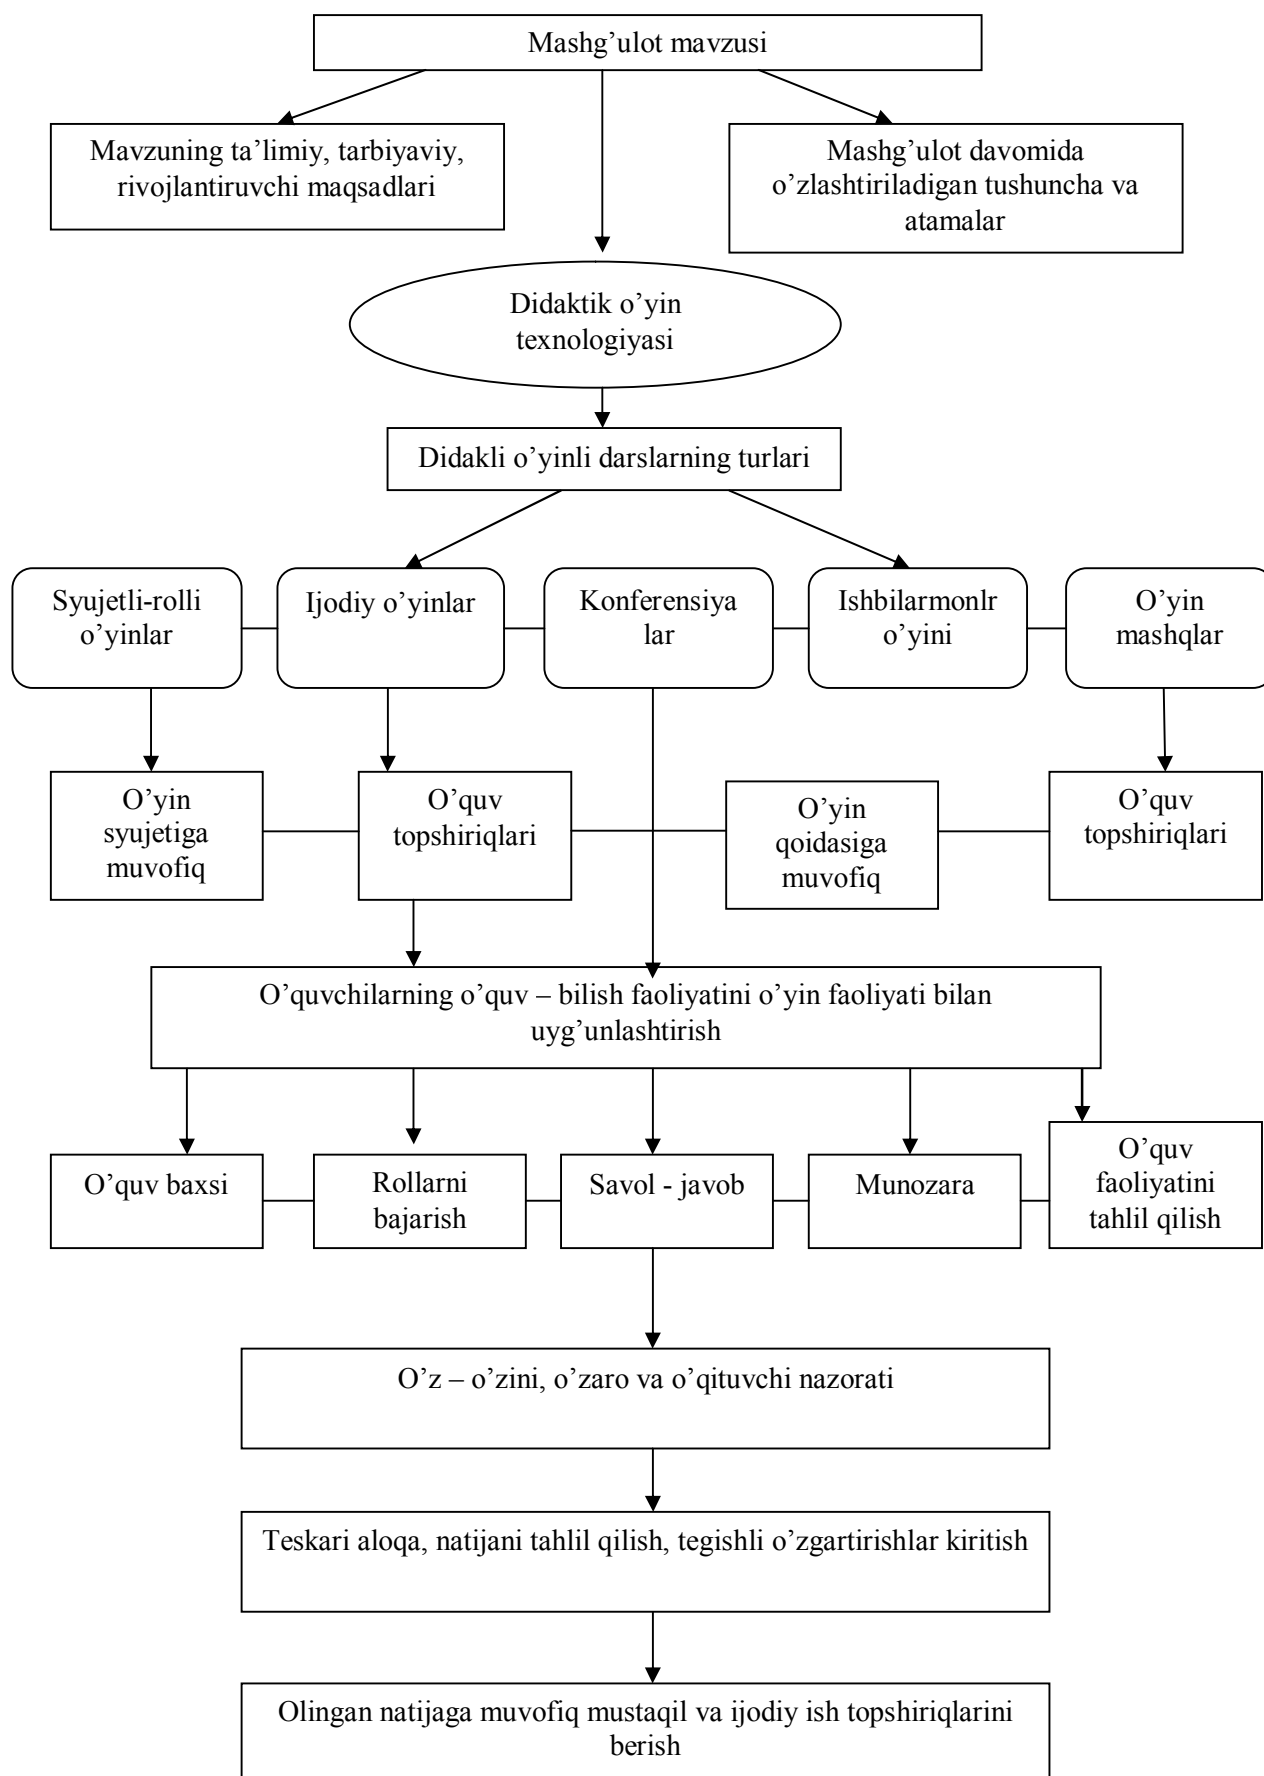 Mashg’ulot mavzusi
Mavzuning ta’limiy, tarbiyaviy,
rivojlantiruvchi maqsadlari
Mashg’ulot davomida
o’zlashtiriladigan tushuncha va
atamalar
Didaktik o’yin
texnologiyasi
Didakli o’yinli darslarning turlari
Syujetli-rolli
o’yinlar
Ijodiy o’yinlar
Konferensiya
lar
Ishbilarmonlr
o’yini
O’yin
mashqlar
O’yin
syujetiga
muvofiq
O’quv
topshiriqlari
O’yin
qoidasiga
muvofiq
O’quv
topshiriqlari
O’quvchilarning o’quv – bilish faoliyatini o’yin faoliyati bilan
uyg’unlashtirish
O’quv baxsi
Rollarni
bajarish
Savol - javob
Munozara
O’quv
faoliyatini
tahlil qilish
O’z – o’zini, o’zaro va o’qituvchi nazorati
Teskari aloqa, natijani tahlil qilish, tegishli o’zgartirishlar kiritish
Olingan natijaga muvofiq mustaqil va ijodiy ish topshiriqlarini
berish